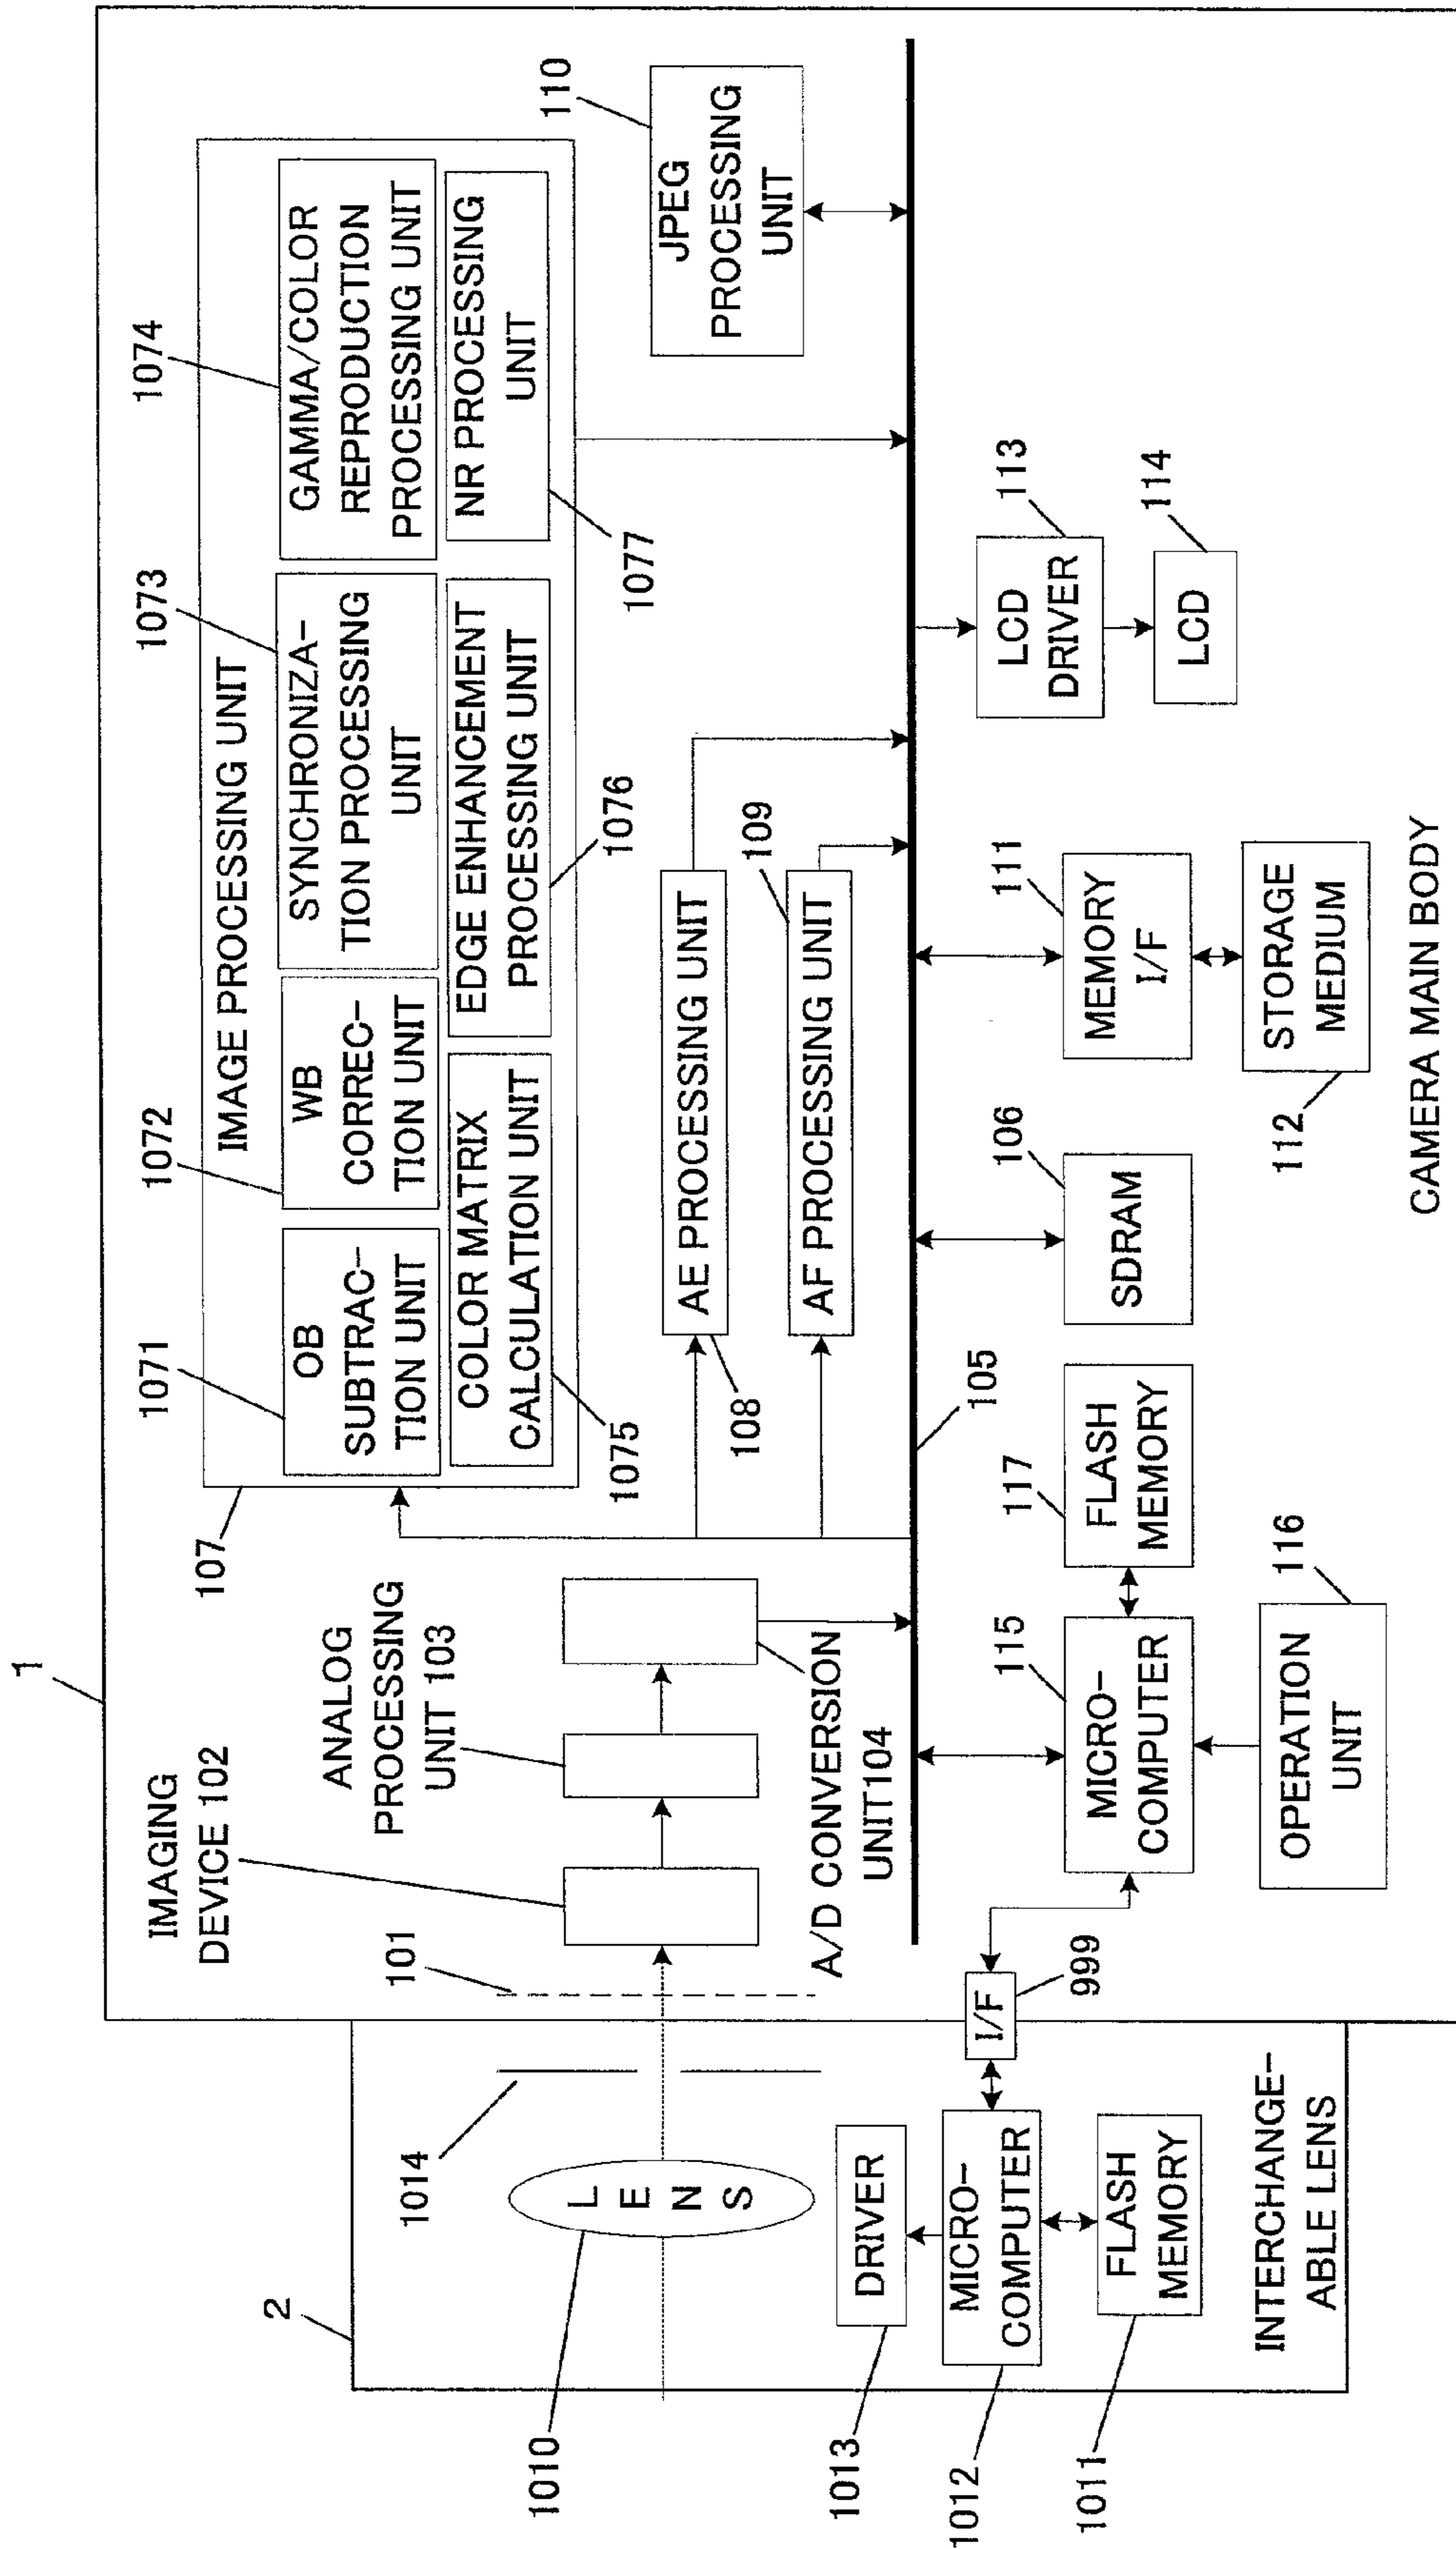 1
2
IMAGING
DEVICE 102
ANALOG
PROCESSING
UNIT 103
A/D CONVERSION
UNIT104
101
1014
1010
L
E
N
S
107
IMAGE PROCESSING UNIT
1071
OB
SUBTRAC-
TION UNIT
1072
WB
CORREC-
TION UNIT
1073
SYNCHRONIZA-
TION PROCESSING
UNIT
1074
GAMMA/COLOR
REPRODUCTION
PROCESSING UNIT
COLOR MATRIX
CALCULATION UNIT
1075
EDGE ENHANCEMENT
PROCESSING UNIT
1076
NR PROCESSING
UNIT
1077
AE PROCESSING UNIT
108
AF PROCESSING UNIT
109
110
JPEG
PROCESSING
UNIT
105
1013
DRIVER
1012
MICRO-
COMPUTER
1011
FLASH
MEMORY
INTERCHANGE-
ABLE LENS
I/F
999
115
MICRO-
COMPUTER
117
FLASH
MEMORY
116
OPERATION
UNIT
106
SDRAM
111
MEMORY
I/F
112
STORAGE
MEDIUM
113
LCD
DRIVER
114
LCD
CAMERA MAIN BODY